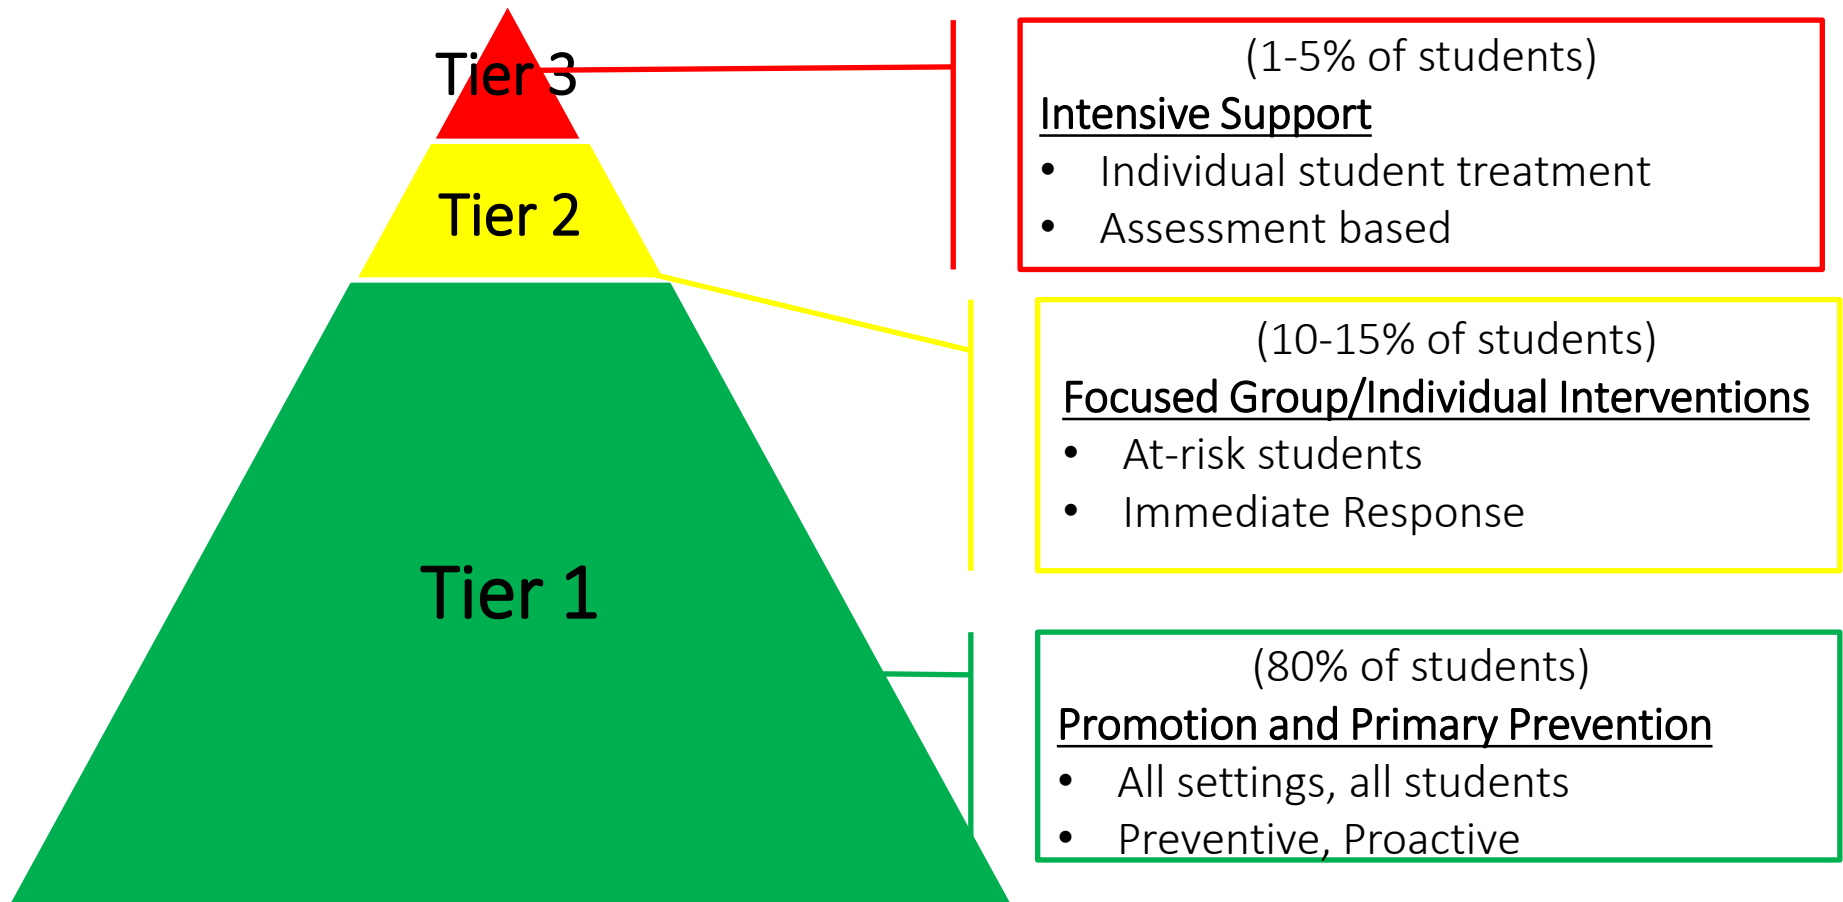 Tier 3
(1-5% of students)
Intensive Support
• Individual student treatment
• Assessment based
Tier 2
(10-15% of students)
Focused Group/Individual Interventions
• At-risk students
• Immediate Response
Tier 1
(80% of students)
Promotion and Primary Prevention
• All settings, all students
• Preventive, Proactive